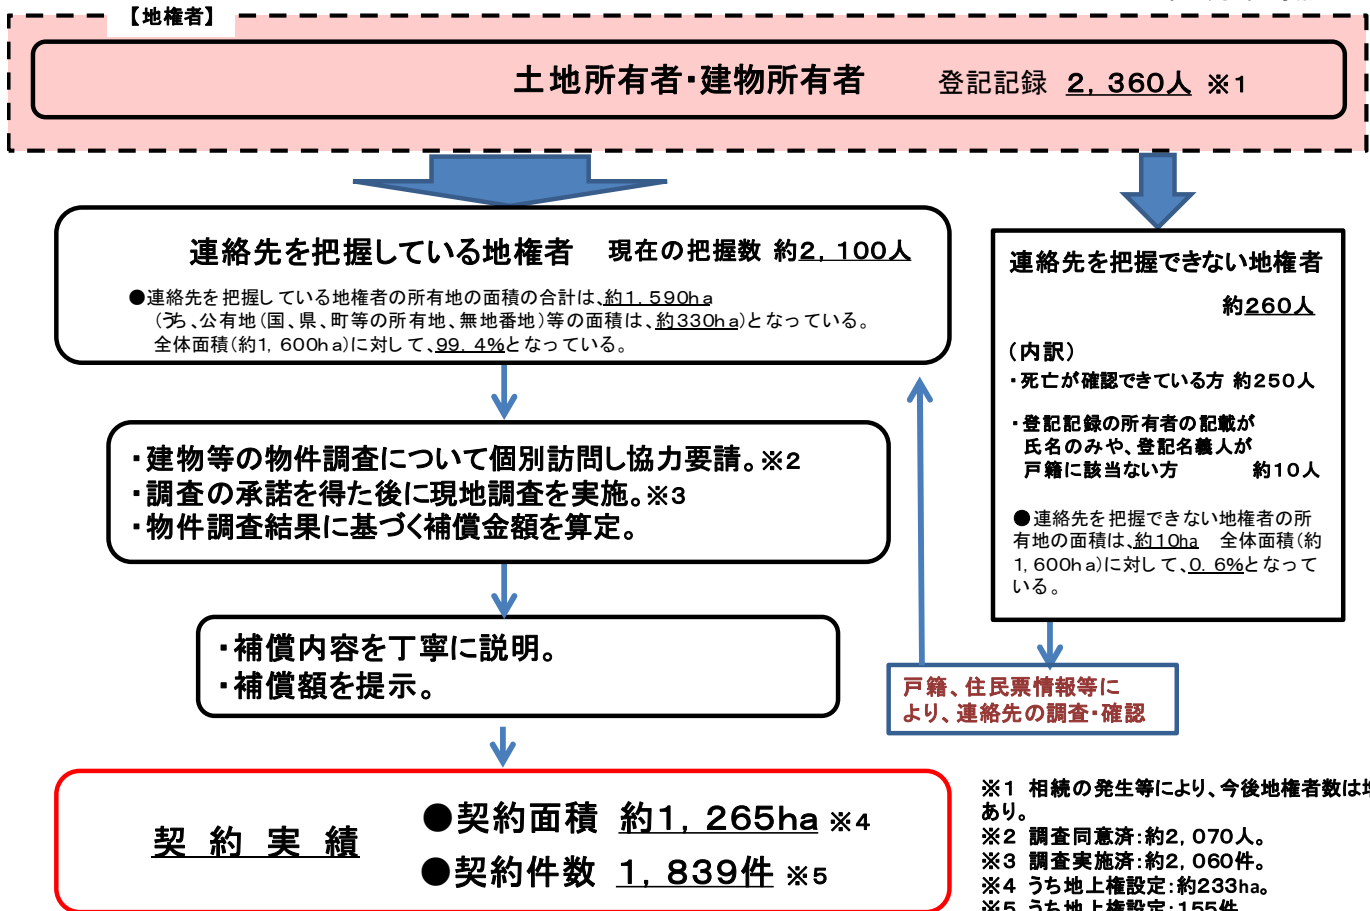 【地権者】
土地所有者・建物所有者　登記記録　2，360人　※1
連絡先を把握している地権者　現在の把握数　約2，100人
●連絡先を把握している地権者の所有地の面積の合計は、約1，590ha
(うち、公有地(国、県、町等の所有地、無地番地)等の面積は、約330ha)となっている。
全体面積(約1，600ha)に対して、99．4%となっている。
連絡先を把握できない地権者
約260人
(内訳)
・死亡が確認できている方　約250人
・登記記録の所有者の記載が
氏名のみや、登記名義人が
戸籍に該当ない方　約10人
●連絡先を把握できない地権者の所
有地の面積は、約10ha　全体面積(約
1，600ha)に対して、0．6%となって
いる。
・建物等の物件調査について個別訪問し協力要請。※2
・調査の承諾を得た後に現地調査を実施。※3
・物件調査結果に基づく補償金額を算定。
・補償内容を丁寧に説明。
・補償額を提示。
戸籍、住民票情報等に
より、連絡先の調査・確認
契約実績
●契約面積　約1，265ha　※4
●契約件数　1，839件　※5
※1　相続の発生等により、今後地権者数は
あり。
※2　調査同意済：約2，070人。
※3　調査実施済：約2，060件。
※4　うち地上権設定：約233ha。
※5　うち地上権設定：155件